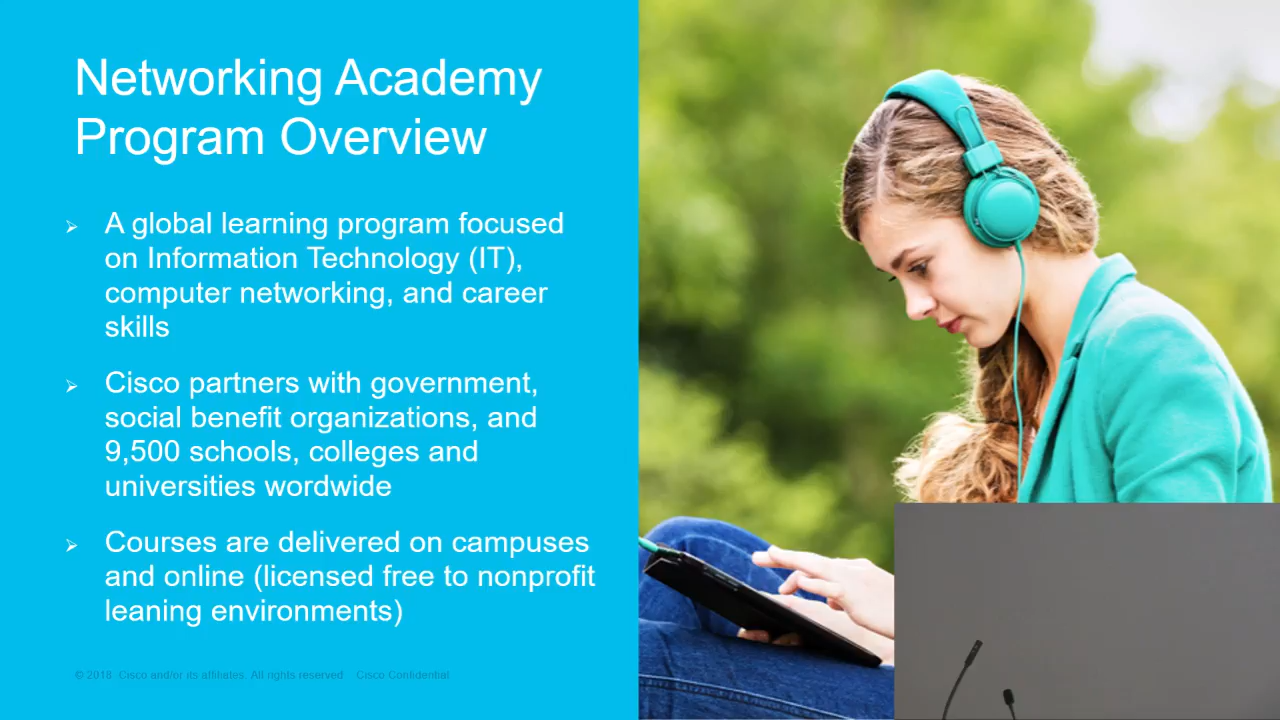 Networking Academy
Program Overview
A global learning program focused
on Information Technology (IT),
computer networking, and career
skills
Cisco partners with government,
social benefit organizations, and
9,500 schools, colleges and
universities wordwide
Courses are delivered on campuses
and online (licensed free to nonprofit
leaning environments)
© 2018 Cisco and/or its affiliates. All rights reserved. Cisco Confidential